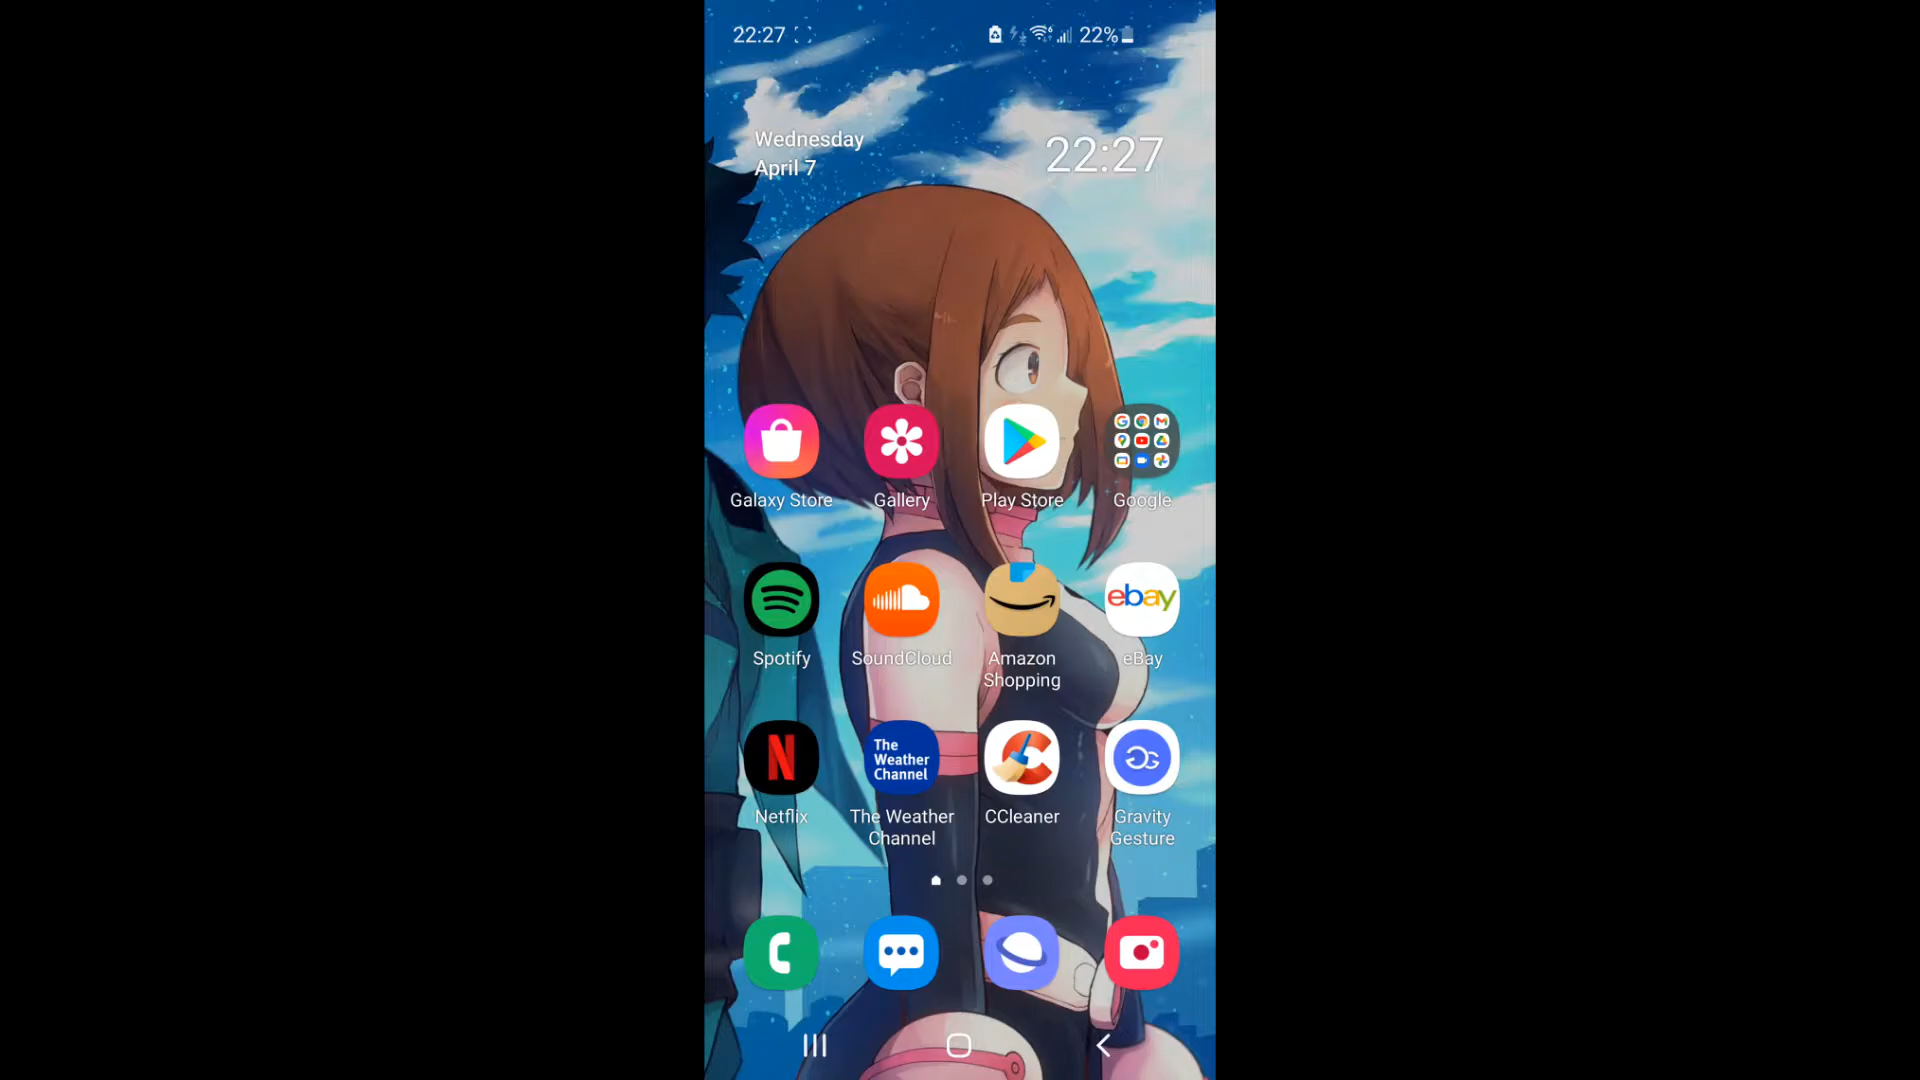 22:27
22%
Wednesday
April 7
22:27
Galaxy Store
Gallery
Play Store
Google
ebay
Spotify
SoundCloud
Amazon
Shopping
eBay
N
The
Weather
Channel
Netflix
The Weather
Channel
CCleaner
Gravity
Gesture